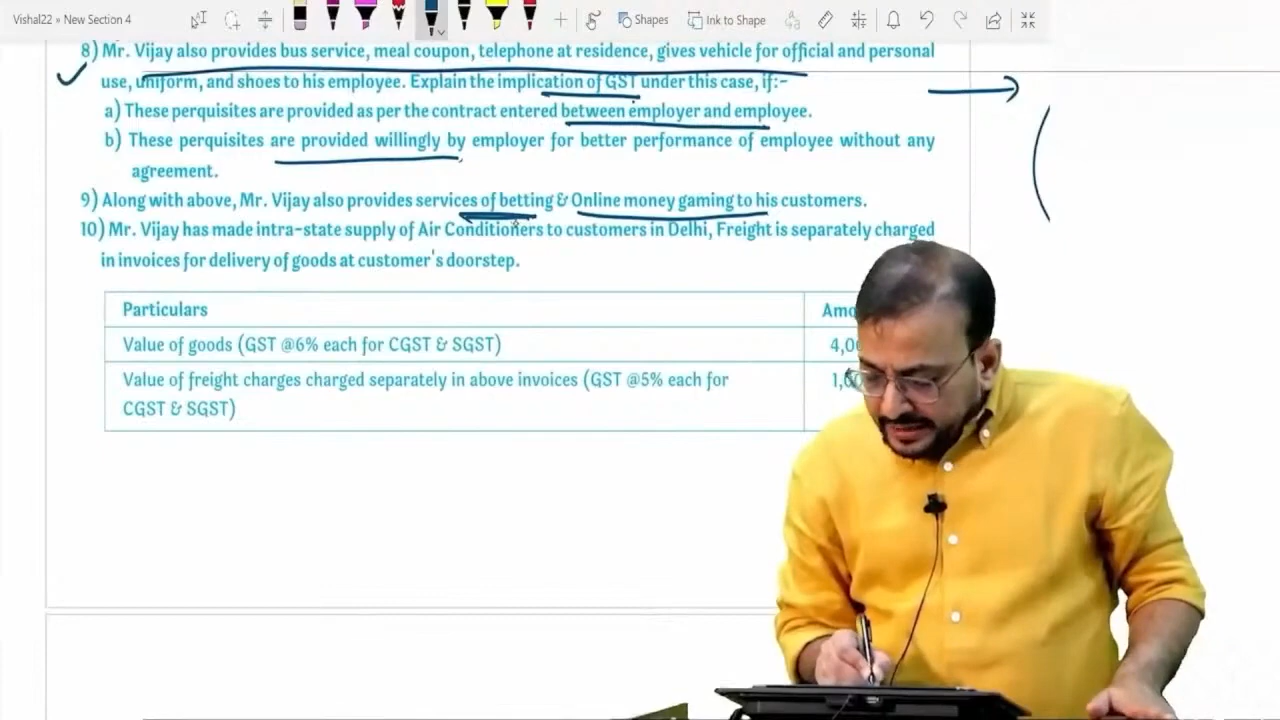 Vishal22 » New Section 4
Shapes
Ink to Shape
8) Mr. Vijay also provides bus service, meal coupon, telephone at residence, gives vehicle for official and personal
use, uniform, and shoes to his employee. Explain the implication of GST under this case, if:-
a) These perquisites are provided as per the contract entered between employer and employee.
b) These perquisites are provided willingly by employer for better performance of employee without any
agreement.
9) Along with above, Mr. Vijay also provides services of betting & Online money gaming to his customers.
10) Mr. Vijay has made intra-state supply of Air Conditioners to customers in Delhi, Freight is separately charged
in invoices for delivery of goods at customer's doorstep.
Particulars
Value of goods (GST @6% each for CGST & SGST)
Value of freight charges charged separately in above invoices (GST @5% each for
CGST & SGST)